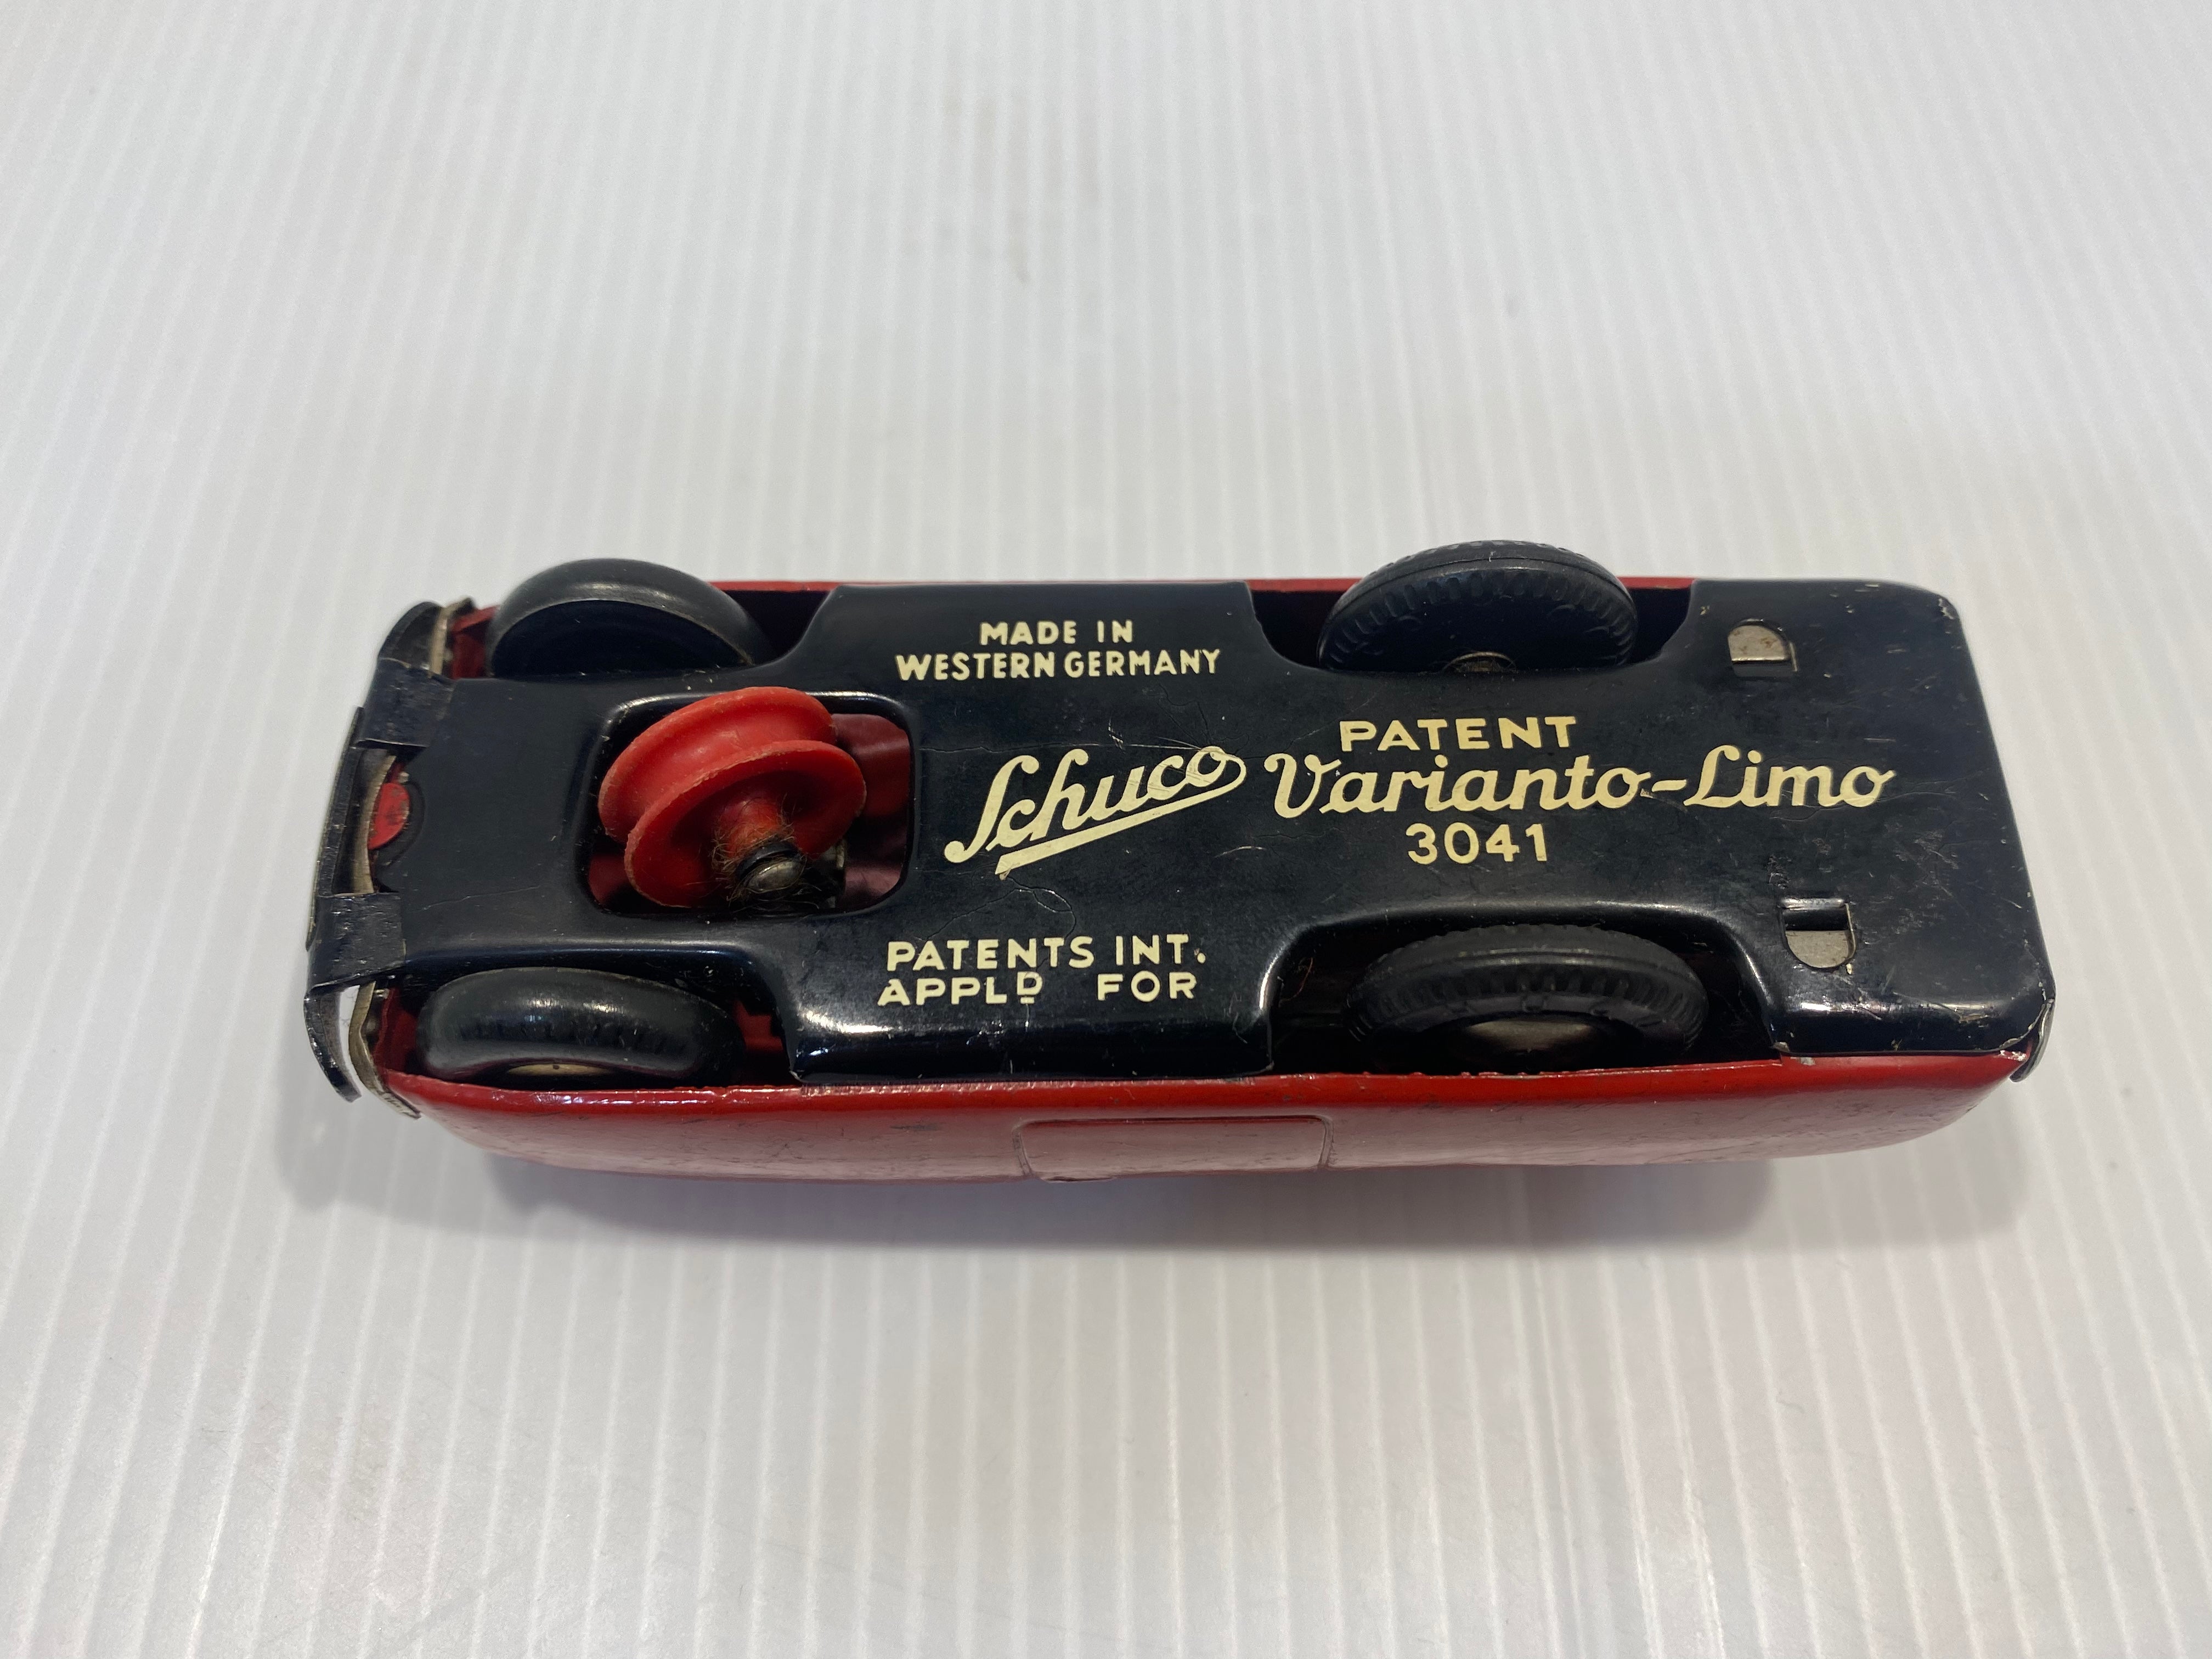 MADE IN
WESTERN GERMANY
Schuco
PATENT
Varianto-Limo
3041
PATENTS INT.
APPLD FOR